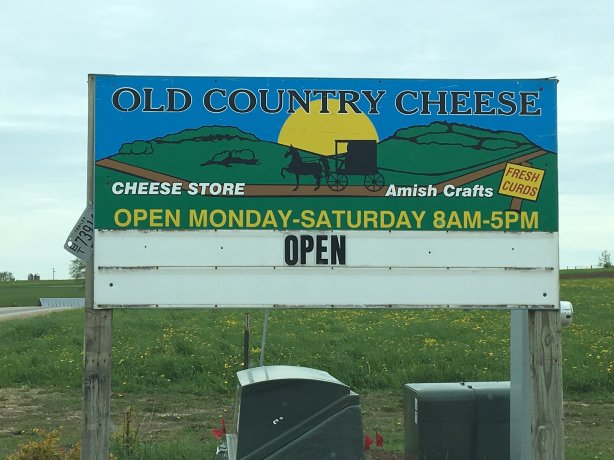 OLD COUNTRY CHEESE
CHEESE STORE
Amish Crafts
FRESH
CURDS
OPEN MONDAY-SATURDAY 8AM-5PM
OPEN